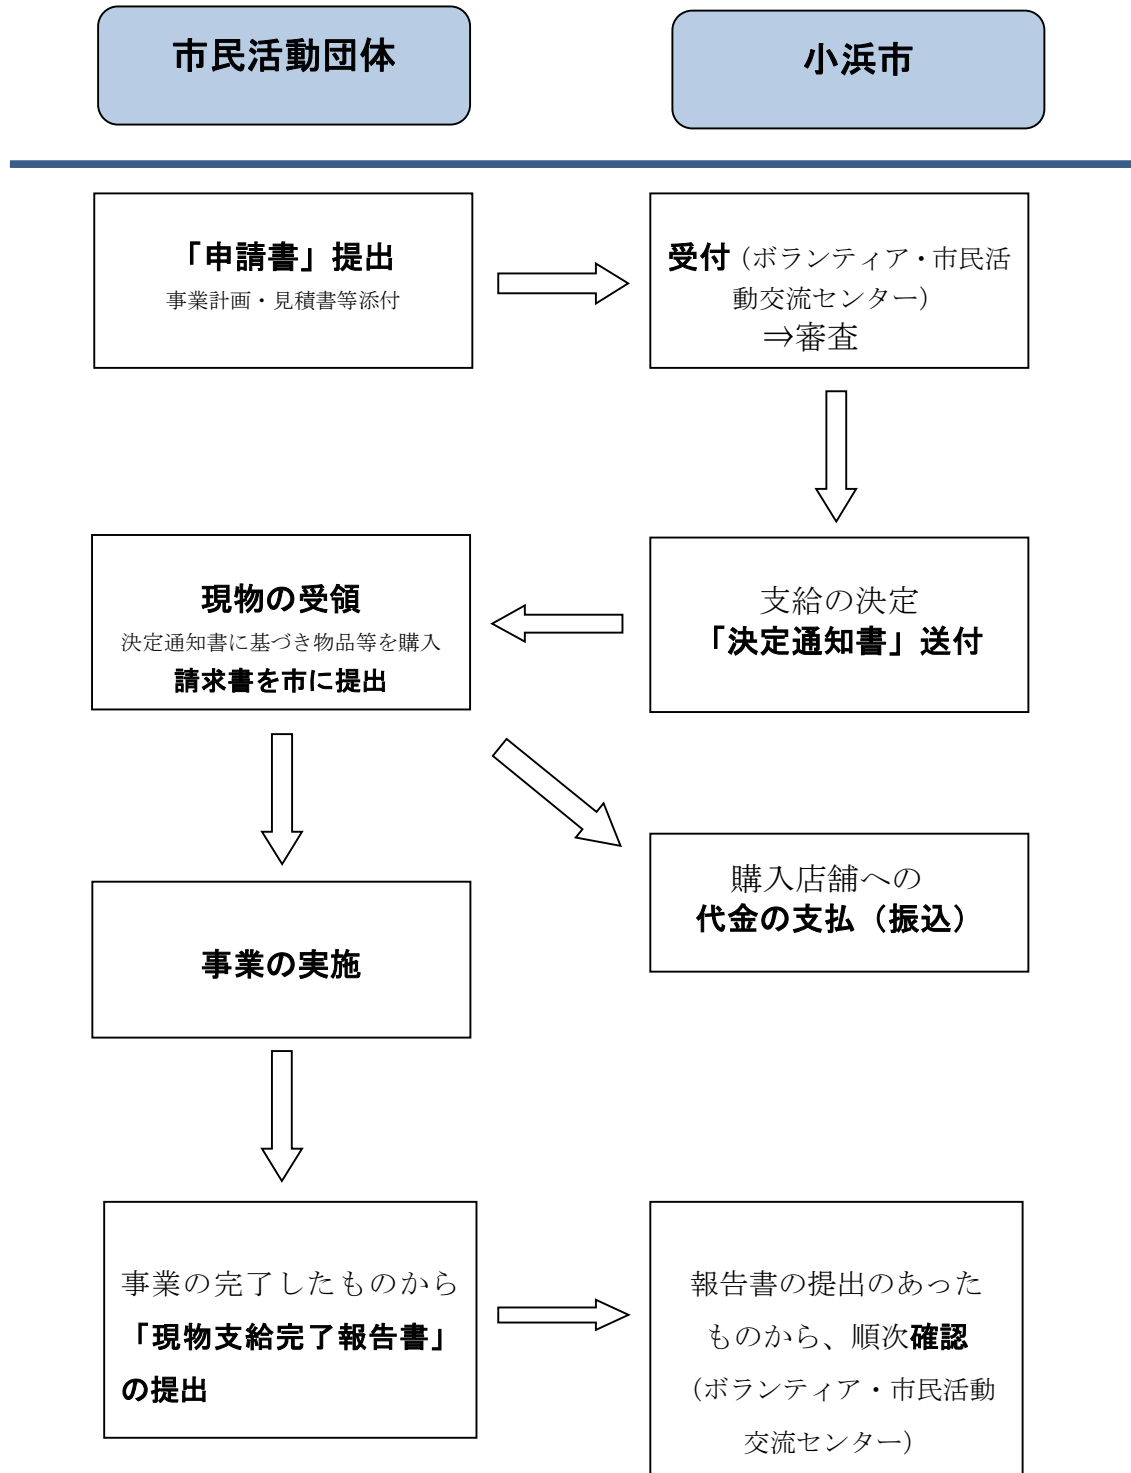 市民活動団体
小浜市
「申請書」提出
事業計画・見積書等添付
受付（ボランティア・市民活
動交流センター）
⇒審査
支給の決定
「決定通知書」送付
現物の受領
決定通知書に基づき物品等を購入
請求書を市に提出
購入店舗への
代金の支払（振込）
事業の実施
事業の完了したものから
「現物支給完了報告書」
の提出
報告書の提出のあった
ものから、順次確認
（ボランティア・市民活動
交流センター）